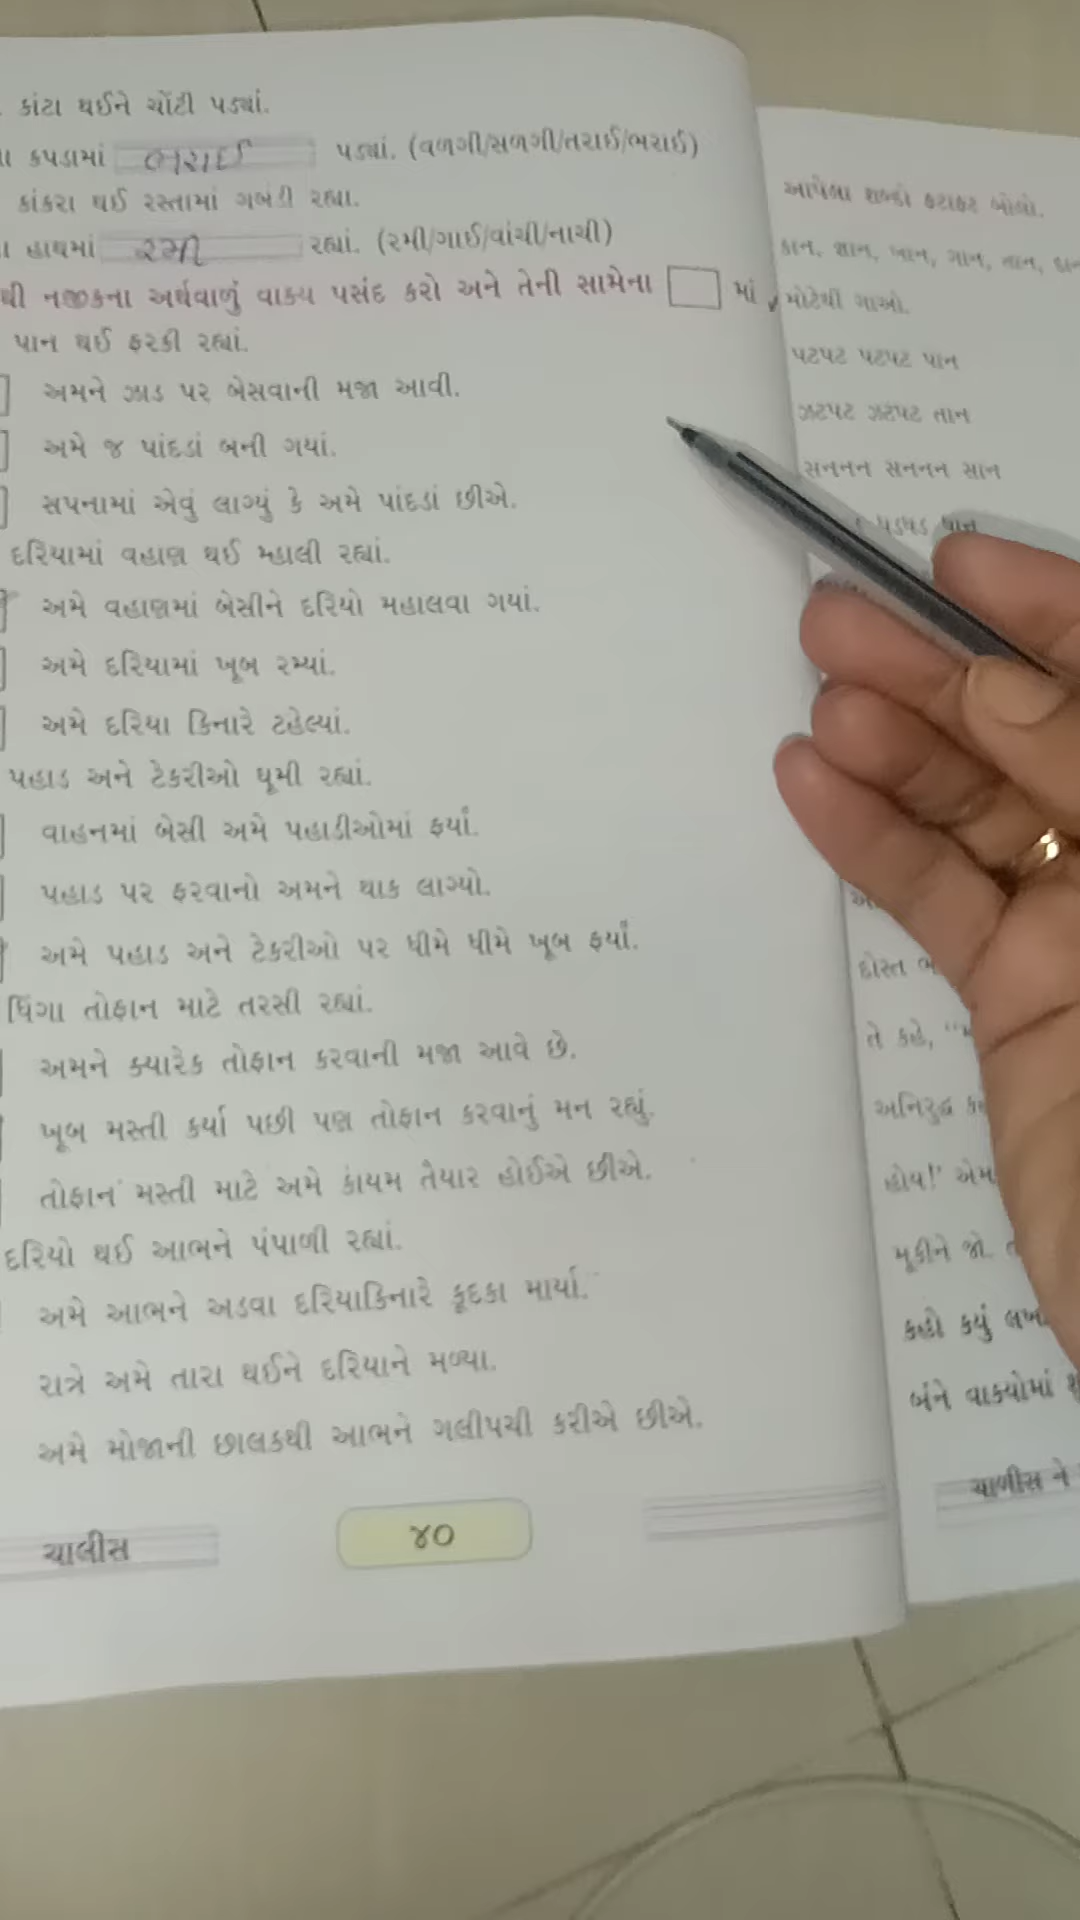 કાંટા થઈને ચોંટી પડ્યાં.
કપડામાં ભરાઈ પડ્યાં. (વળગી/સળગી/તરાઈ/ભરાઈ)
કાંકરા થઈ રસ્તામાં ગબડી રહ્યા.
હાથમાં રમી રહ્યાં. (રમી/ગાઈ/વાંચી/નાચી)
થી નજીકના અર્થવાળું વાક્ય પસંદ કરો અને તેની સામેના માં
પાન થઈ ફરકી રહ્યાં.
અમને ઝાડ પર બેસવાની મજા આવી.
અમે જ પાંદડાં બની ગયાં.
સપનામાં એવું લાગ્યું કે અમે પાંદડાં છીએ.
દરિયામાં વહાણ થઈ મ્હાલી રહ્યાં.
અમે વહાણમાં બેસીને દરિયો મહાલવા ગયાં.
અમે દરિયામાં ખૂબ રમ્યાં.
અમે દરિયા કિનારે ટહેલ્યાં.
પહાડ અને ટેકરીઓ ઘૂમી રહ્યાં.
વાહનમાં બેસી અમે પહાડીઓમાં ફર્યાં.
પહાડ પર ફરવાનો અમને થાક લાગ્યો.
અમે પહાડ અને ટેકરીઓ પર ધીમે ધીમે ખૂબ ફર્યાં.
ધિંગા તોફાન માટે તરસી રહ્યાં.
અમને ક્યારેક તોફાન કરવાની મજા આવે છે.
ખૂબ મસ્તી કર્યા પછી પણ તોફાન કરવાનું મન રહ્યું.
તોફાન મસ્તી માટે અમે કાયમ તૈયાર હોઈએ છીએ.
દરિયો થઈ આભને પંપાળી રહ્યાં.
અમે આભને અડવા દરિયાકિનારે કૂદકા માર્યા.
રાત્રે અમે તારા થઈને દરિયાને મળ્યા.
અમે મોજાની છાલકથી આભને ગલીપચી કરીએ છીએ.
ચાલીસ
૪૦
આપેલા શબ્દો ફટાફટ બોલો.
કાન, શાન, ખાન, ગાન, તાન,
મોટેથી ગાઓ.
પટપટ પટપટ પાન
ઝટપટ ઝટપટ તાન
સનનન સનનન સાન
ધડધડ ધાન
દોસ્ત
તે કહે,
અનિરુદ્ધ
હોય!' એમ
મૂકીને જો.
કહો કયું
બંને વાક્યોમાં
ચાળીસ ને